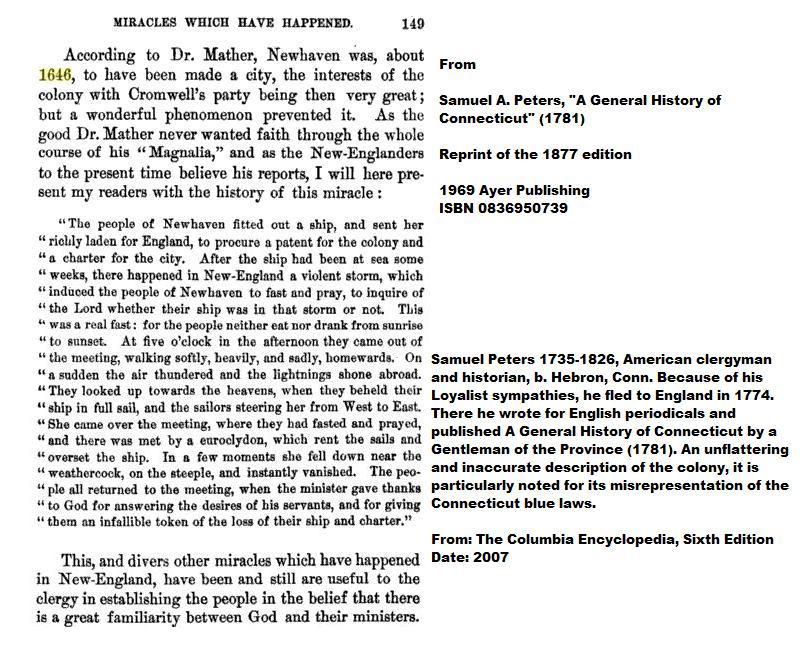 MIRACLES WHICH HAVE HAPPENED. 149
According to Dr. Mather, Newhaven was, about
1646, to have been made a city, the interests of the
colony with Cromwell's party being then very great;
but a wonderful phenomenon prevented it. As the
good Dr. Mather never wanted faith through the whole
course of his "Magnalia," and as the New-Englanders
to the present time believe his reports, I will here pre-
sent my readers with the history of this miracle:
"The people of Newhaven fitted out a ship, and sent her
"richly laden for England, to procure a patent for the colony and
"a charter for the city. After the ship had been at sea some
"weeks, there happened in New-England a violent storm, which
"induced the people of Newhaven to fast and pray, to inquire of
"the Lord whether their ship was in that storm or not. This
"was a real fast: for the people neither eat nor drank from sunrise
"to sunset. At five o'clock in the afternoon they came out of
"the meeting, walking softly, heavily, and sadly, homewards. On
"a sudden the air thundered and the lightnings shone abroad.
"They looked up towards the heavens, when they beheld their
"ship in full sail, and the sailors steering her from West to East.
"She came over the meeting, where they had fasted and prayed,
"and there was met by a euroclydon, which rent the sails and
"overset the ship. In a few moments she fell down near the
"weathercock, on the steeple, and instantly vanished. The peo-
"ple all returned to the meeting, when the minister gave thanks
"to God for answering the desires of his servants, and for giving
"them an infallible token of the loss of their ship and charter."
This, and divers other miracles which have happened
in New-England, have been and still are useful to the
clergy in establishing the people in the belief that there
is a great familiarity between God and their ministers.
From
Samuel A. Peters, "A General History of
Connecticut" (1781)
Reprint of the 1877 edition
1969 Ayer Publishing
ISBN 0836950739
Samuel Peters 1735-1826, American clergyman
and historian, b. Hebron, Conn. Because of his
Loyalist sympathies, he fled to England in 1774.
There he wrote for English periodicals and
published A General History of Connecticut by a
Gentleman of the Province (1781). An unflattering
and inaccurate description of the colony, it is
particularly noted for its misrepresentation of the
Connecticut blue laws.
From: The Columbia Encyclopedia, Sixth Edition
Date: 2007